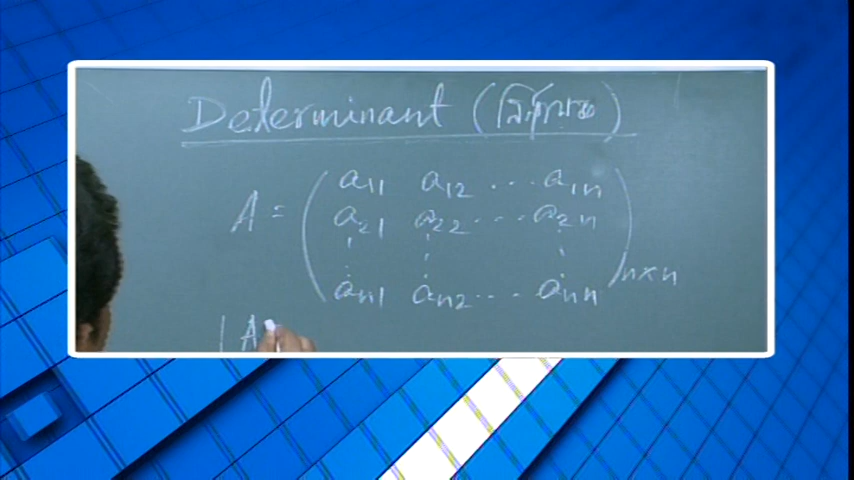 Determinant
A = ( a₁₁ a₁₂ ... a₁ₙ
a₂₁ a₂₂ ... a₂ₙ
⋮ ⋮ ⋮
aₙ₁ aₙ₂ ... aₙₙ )ₙ×ₙ
| A